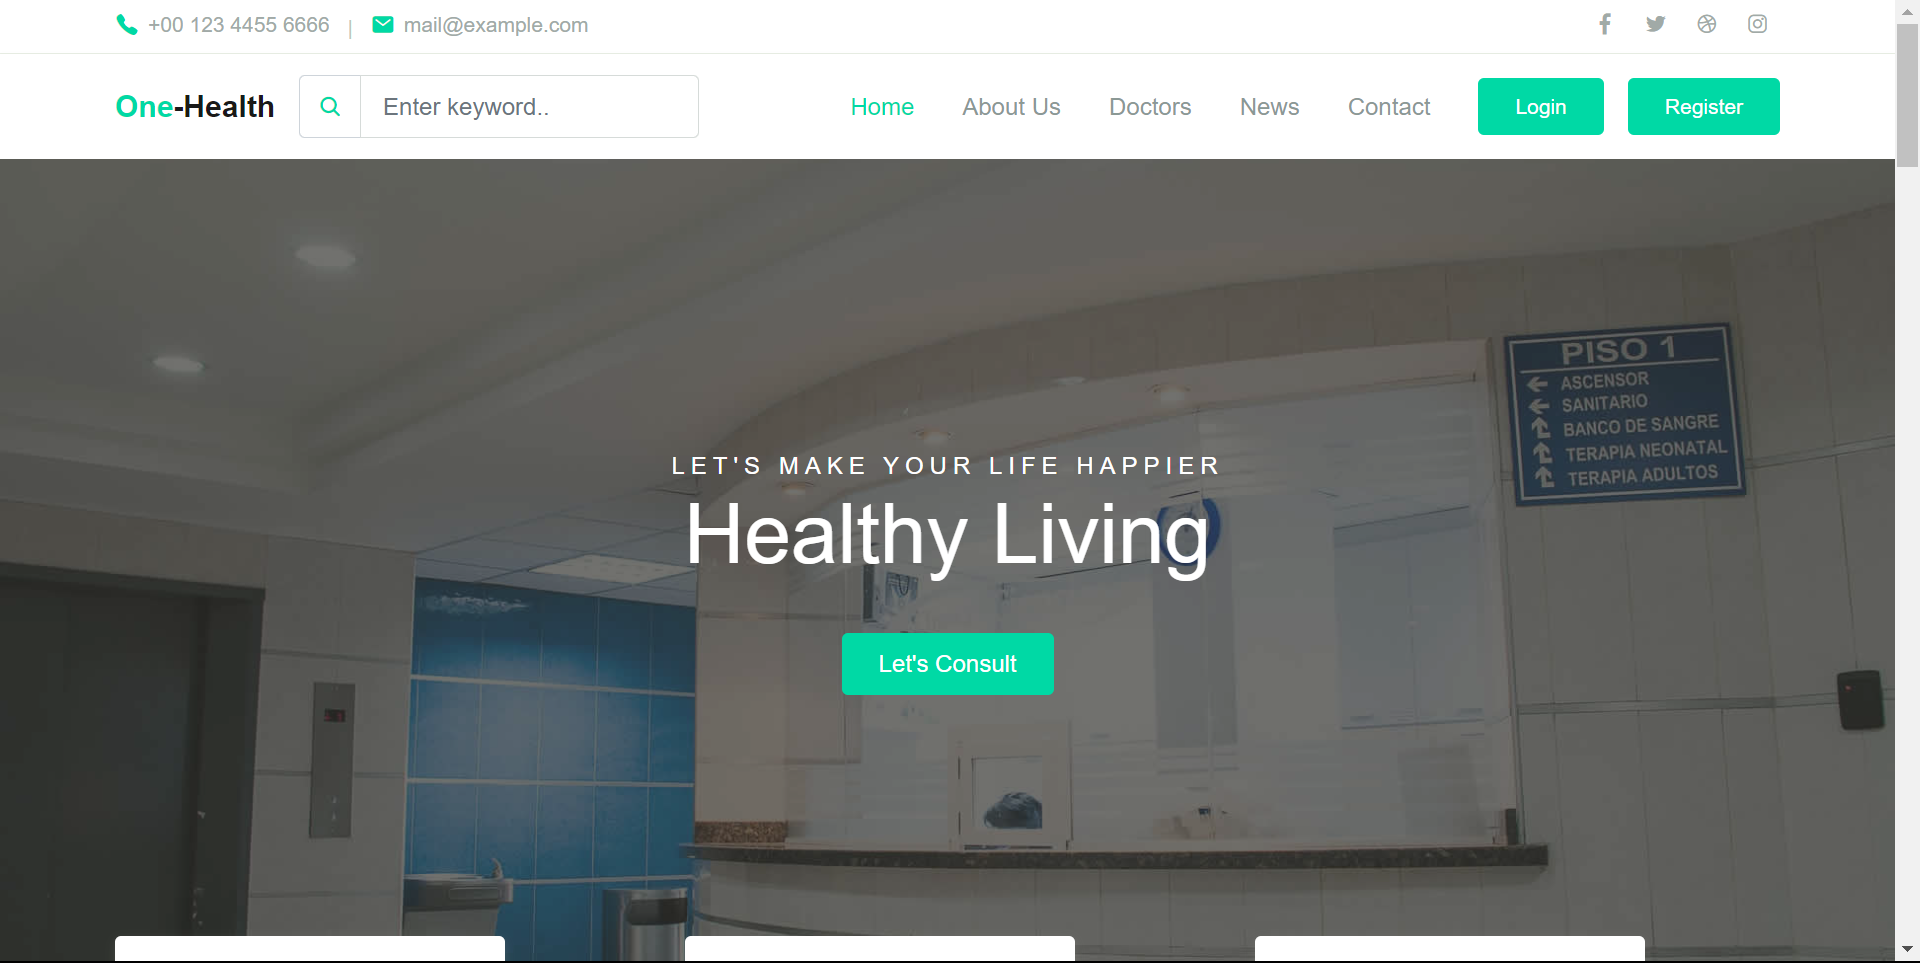 +00 123 4455 6666 | mail@example.com
One-Health
Enter keyword..
Home About Us Doctors News Contact Login Register
PISO 1
ASCENSOR
SANITARIO
BANCO DE SANGRE
TERAPIA NEONATAL
TERAPIA ADULTOS
LET'S MAKE YOUR LIFE HAPPIER
Healthy Living
Let's Consult